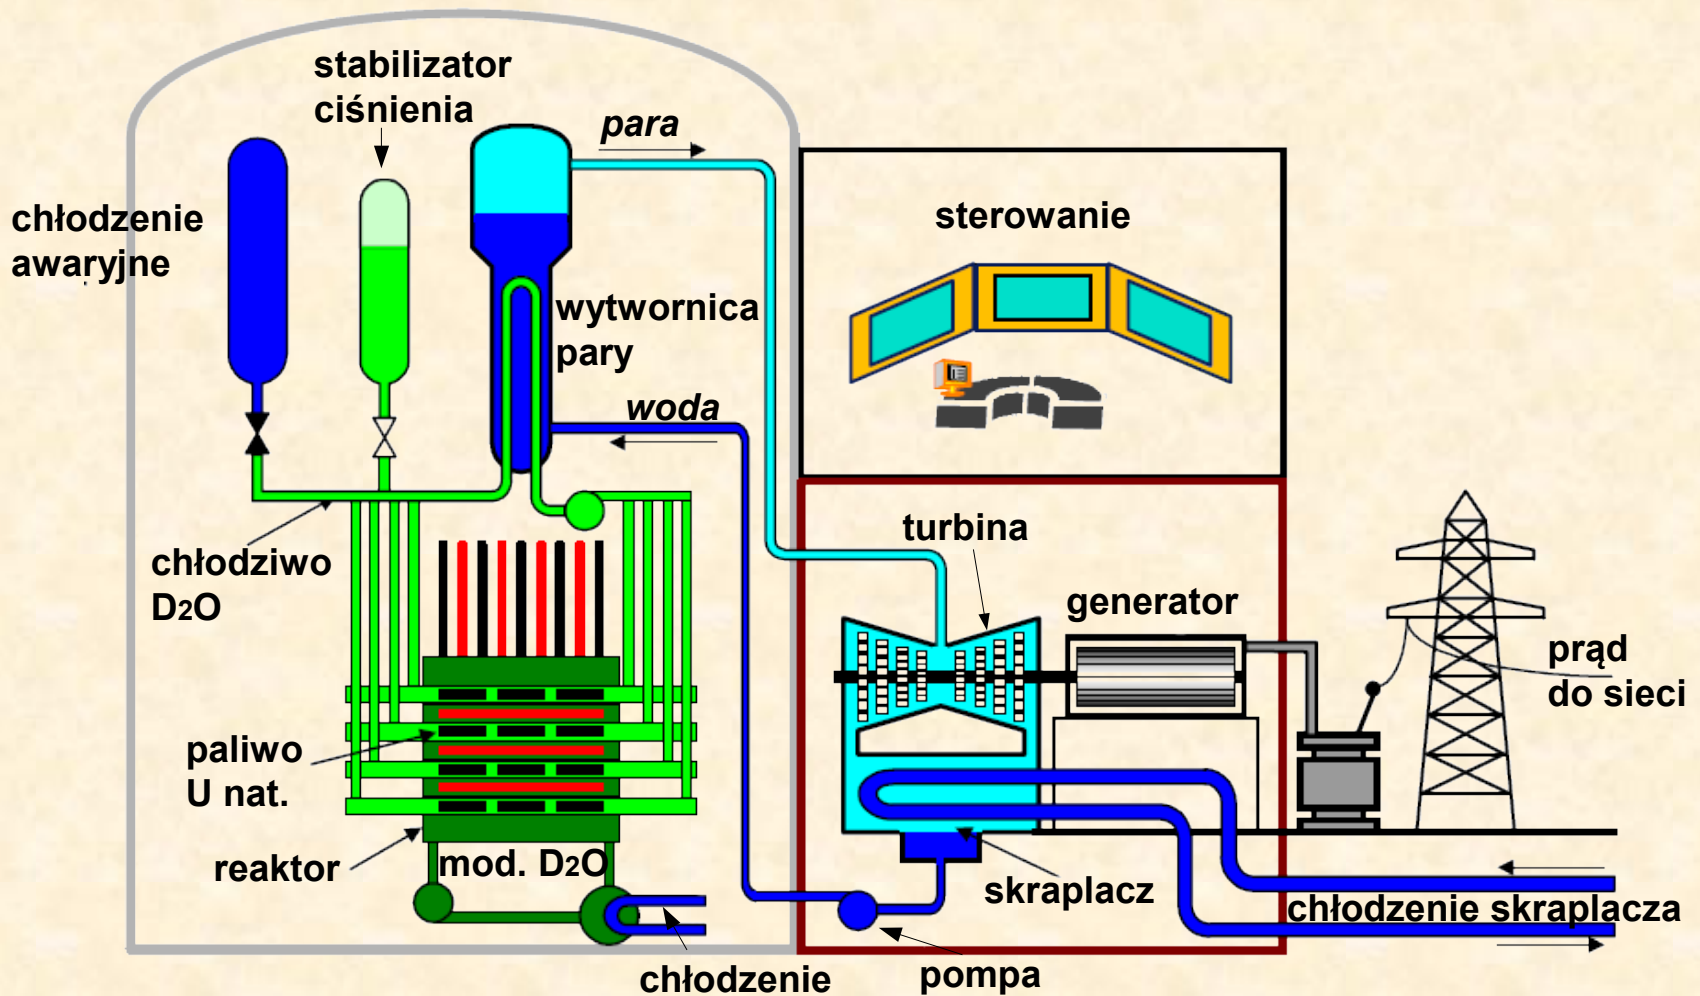 stabilizator
ciśnienia
para
chłodzenie
awaryjne
sterowanie
wytwornica
pary
woda
turbina
chłodziwo
D2O
generator
prąd
do sieci
paliwo
U nat.
reaktor
mod. D2O
skraplacz
chłodzenie skraplacza
chłodzenie
pompa